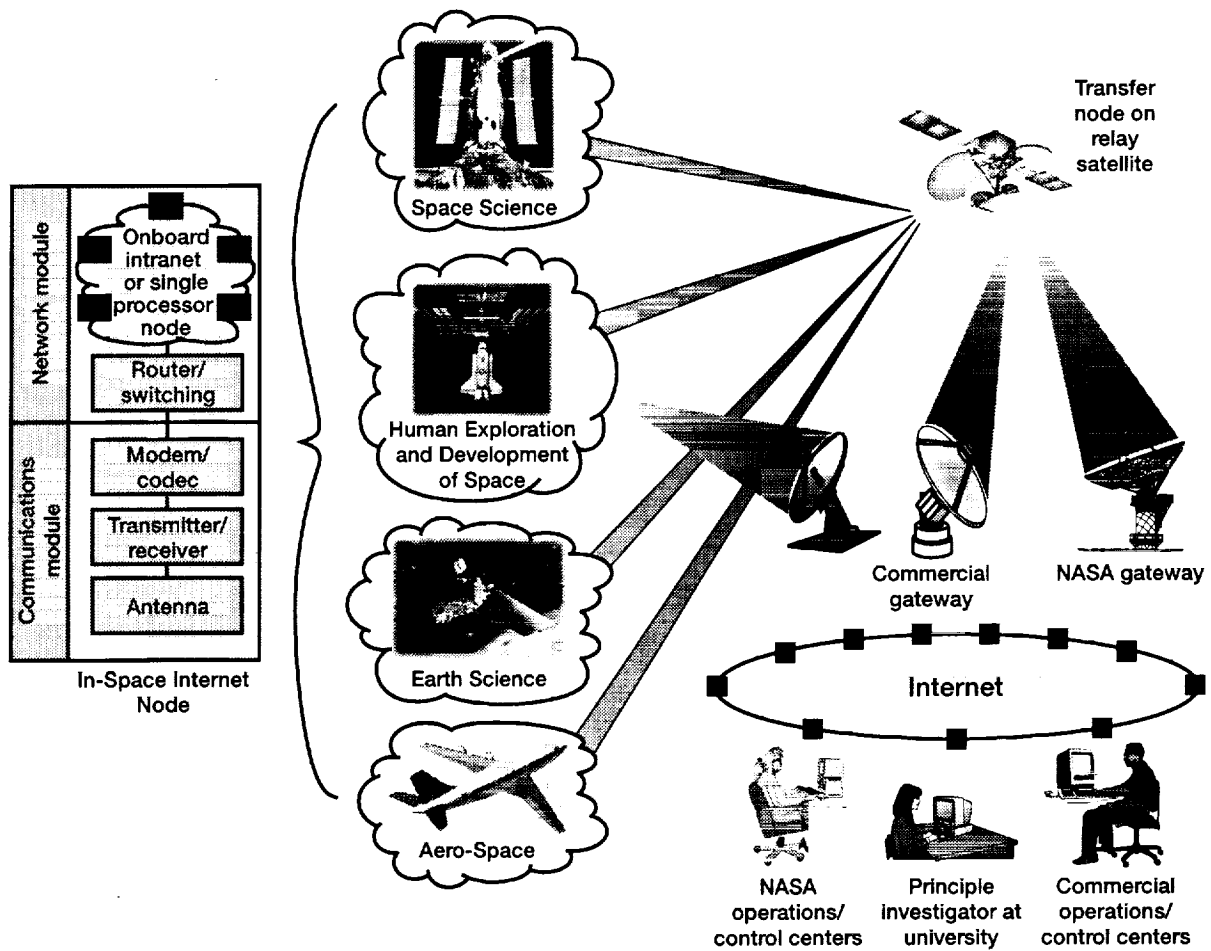 Network module
Onboard
intranet
or single
processor
node
Router/
switching
Communications
module
Modem/
codec
Transmitter/
receiver
Antenna
In-Space Internet
Node
Space Science
Human Exploration
and Development
of Space
Earth Science
Aero-Space
Transfer
node on
relay
satellite
Commercial
gateway
NASA gateway
Internet
NASA
operations/
control centers
Principle
investigator at
university
Commercial
operations/
control centers